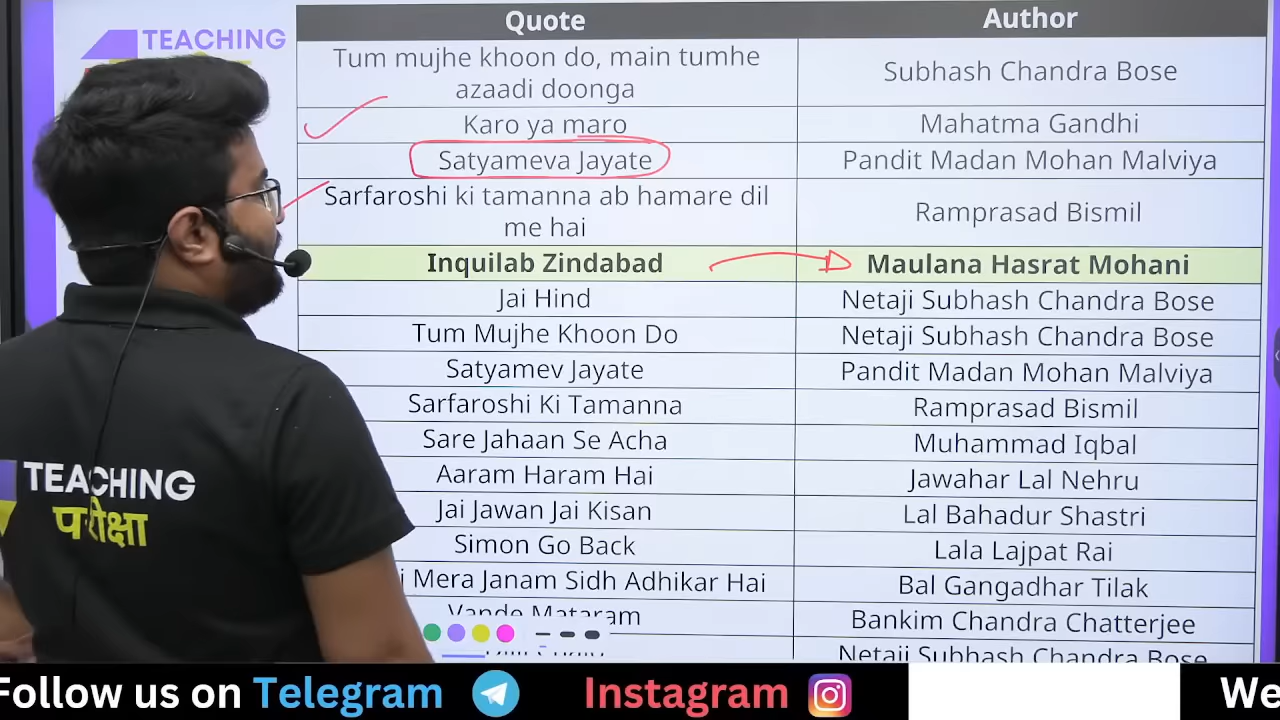 TEACHING
Quote Author
Tum mujhe khoon do, main tumhe
azaadi doonga
Subhash Chandra Bose
Karo ya maro Mahatma Gandhi
Satyameva Jayate Pandit Madan Mohan Malviya
Sarfaroshi ki tamanna ab hamare dil
me hai
Ramprasad Bismil
Inquilab Zindabad Maulana Hasrat Mohani
Jai Hind Netaji Subhash Chandra Bose
Tum Mujhe Khoon Do Netaji Subhash Chandra Bose
Satyamev Jayate Pandit Madan Mohan Malviya
Sarfaroshi Ki Tamanna Ramprasad Bismil
Sare Jahaan Se Acha Muhammad Iqbal
Aaram Haram Hai Jawahar Lal Nehru
Jai Jawan Jai Kisan Lal Bahadur Shastri
Simon Go Back Lala Lajpat Rai
Mera Janam Sidh Adhikar Hai Bal Gangadhar Tilak
Vande Mataram Bankim Chandra Chatterjee
Netaji Subhash Chandra Bose
TEACHING
परीक्षा
Follow us on Telegram Instagram We